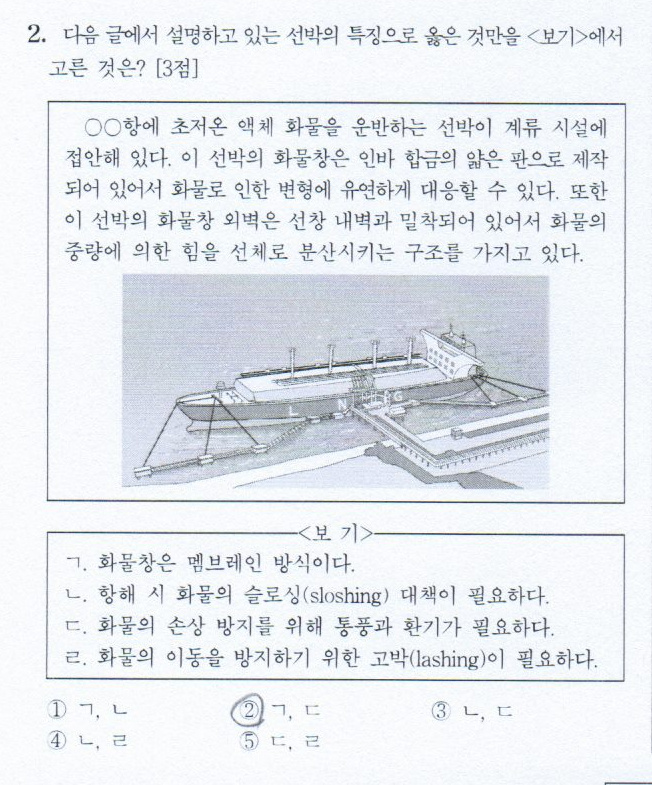 2. 다음 글에서 설명하고 있는 선박의 특징으로 옳은 것만을 <보기>에서
고른 것은? [3점]
○○항에 초저온 액체 화물을 운반하는 선박이 계류 시설에
접안해 있다. 이 선박의 화물창은 인바 합금의 얇은 판으로 제작
되어 있어서 화물로 인한 변형에 유연하게 대응할 수 있다. 또한
이 선박의 화물창 외벽은 선창 내벽과 밀착되어 있어서 화물의
중량에 의한 힘을 선체로 분산시키는 구조를 가지고 있다.
L N G
<보 기>
ㄱ. 화물창은 멤브레인 방식이다.
ㄴ. 항해 시 화물의 슬로싱(sloshing) 대책이 필요하다.
ㄷ. 화물의 손상 방지를 위해 통풍과 환기가 필요하다.
ㄹ. 화물의 이동을 방지하기 위한 고박(lashing)이 필요하다.
① ㄱ, ㄴ ② ㄱ, ㄷ ③ ㄴ, ㄷ
④ ㄴ, ㄹ ⑤ ㄷ, ㄹ